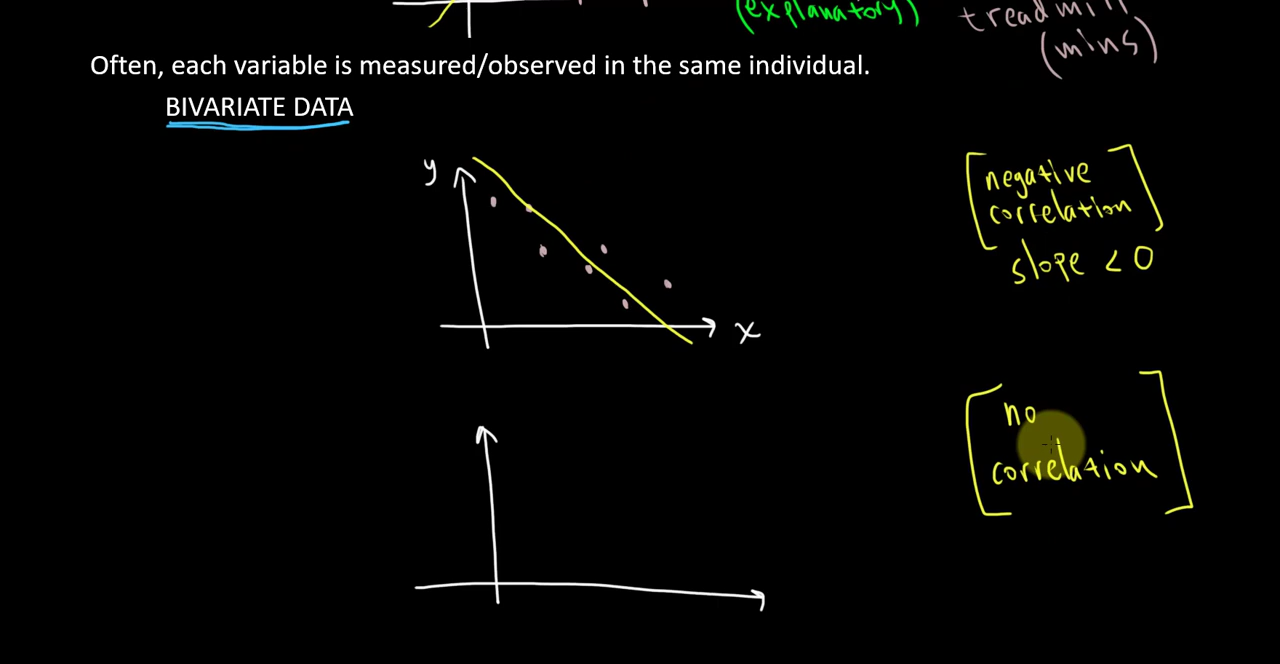 (explanatory)
treadmill
(mins)
Often, each variable is measured/observed in the same individual.
BIVARIATE DATA
y
x
negative
correlation
slope < 0
no
correlation